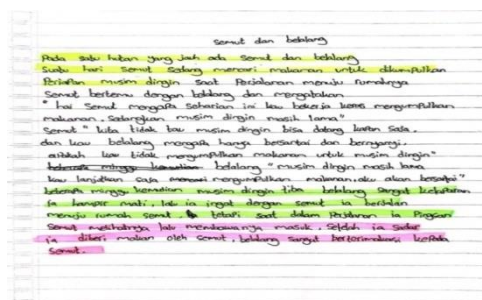 semut dan belalang
Pada satu hutan yang jauh ada semut dan belalang
Suatu hari semut sedang mencari makanan untuk dikumpulkan
Persiapan musim dingin saat Perjalanan menuju rumahnya
Semut bertemu dengan belalang dan mengatakan
" hai semut mengapa seharian ini kau bekerja keras mengumpulkan
makanan. Sedangkan musim dingin masih lama"
Semut " kita tidak tau musim dingin bisa datang kapan saja.
dan kau belalang mengapa hanya bersantai dan bernyanyi.
kau tidak mengumpulkan makanan untuk musim dingin"
beberapa minggu kemudian belalang "musim dingin masih lama
kau lanjutkan saja mengumpulkan makanan, aku akan bersantai"
beberapa minggu kemudian musim dingin tiba belalang sangat kelaparan
ia hampir mati, lalu ia ingat dengan semut ia berjalan
menuju rumah semut. tetapi saat dalam Perjalanan ia Pingsan
Semut melihatnya lalu membawanya masuk, setelah ia sadar
ia diberi makan oleh semut, belalang sangat berterimakasi kepada
Semut.